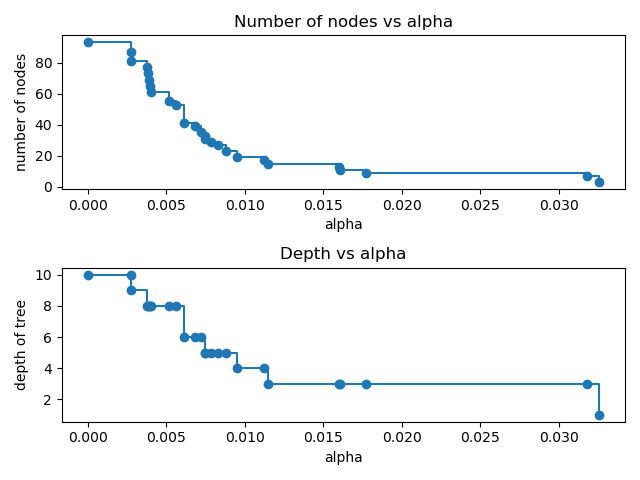 Number of nodes vs alpha
number of nodes
80
60
40
20
0
0.000 0.005 0.010 0.015 0.020 0.025 0.030
alpha
Depth vs alpha
depth of tree
10
8
6
4
2
0.000 0.005 0.010 0.015 0.020 0.025 0.030
alpha